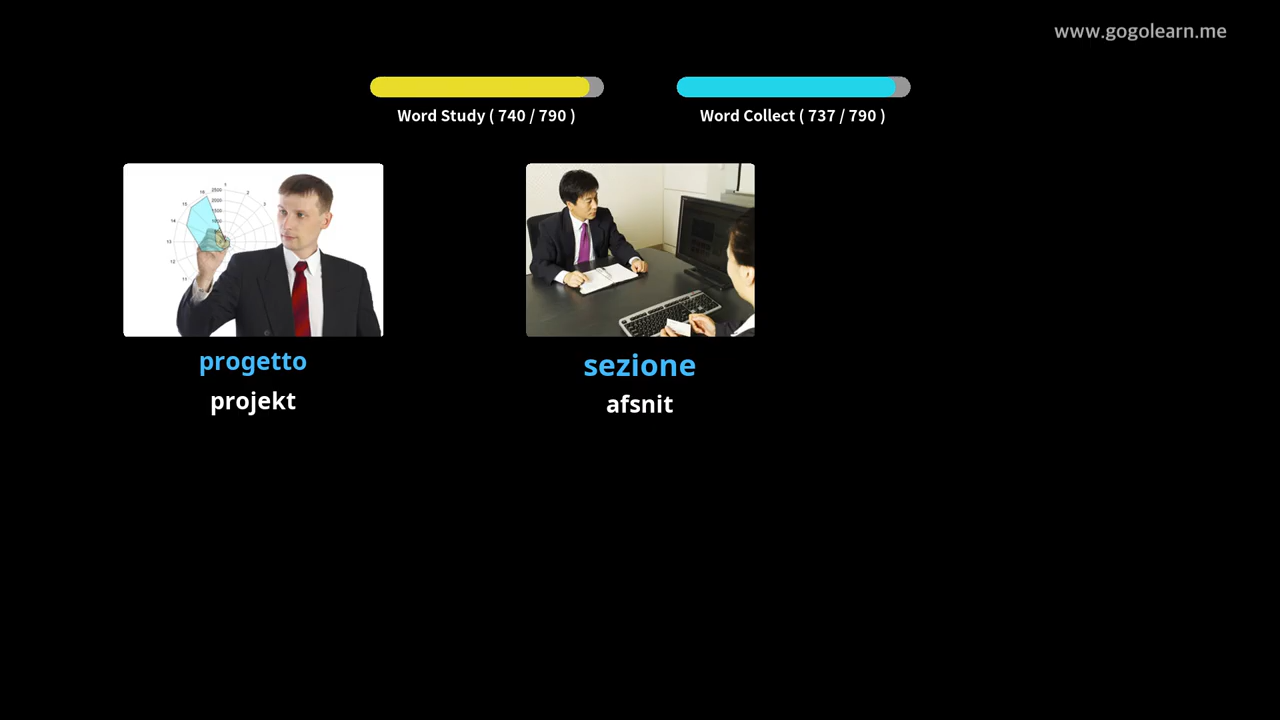 www.gogolearn.me
Word Study ( 740 / 790 )
Word Collect ( 737 / 790 )
progetto
projekt
sezione
afsnit